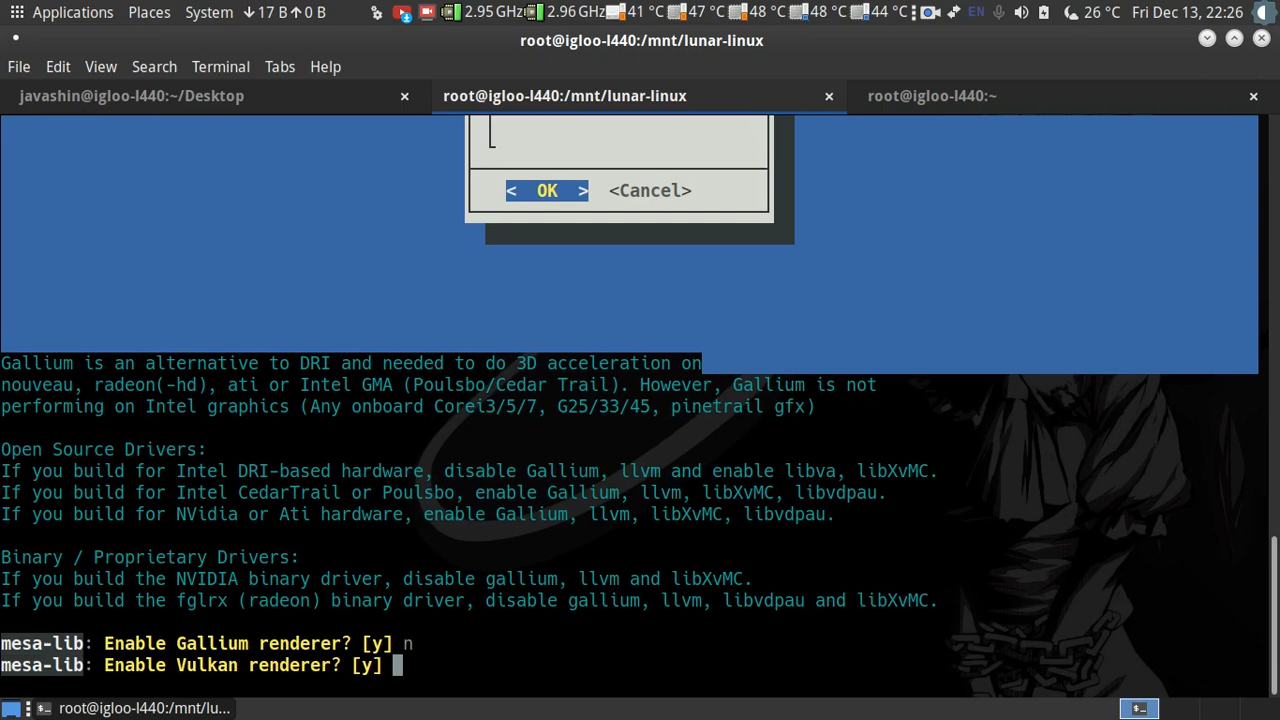 Applications Places System 17 B 0 B 2.95 GHz 2.96 GHz 41 °C 47 °C 48 °C 48 °C 44 °C EN 26 °C Fri Dec 13, 22:26
root@igloo-l440:/mnt/lunar-linux
File Edit View Search Terminal Tabs Help
javashin@igloo-l440:~/Desktop × root@igloo-l440:/mnt/lunar-linux × root@igloo-l440:~ ×
< OK > <Cancel>
Gallium is an alternative to DRI and needed to do 3D acceleration on
nouveau, radeon(-hd), ati or Intel GMA (Poulsbo/Cedar Trail). However, Gallium is not
performing on Intel graphics (Any onboard Corei3/5/7, G25/33/45, pinetrail gfx)
Open Source Drivers:
If you build for Intel DRI-based hardware, disable Gallium, llvm and enable libva, libXvMC.
If you build for Intel CedarTrail or Poulsbo, enable Gallium, llvm, libXvMC, libvdpau.
If you build for NVidia or Ati hardware, enable Gallium, llvm, libXvMC, libvdpau.
Binary / Proprietary Drivers:
If you build the NVIDIA binary driver, disable gallium, llvm and libXvMC.
If you build the fglrx (radeon) binary driver, disable gallium, llvm, libvdpau and libXvMC.
mesa-lib: Enable Gallium renderer? [y] n
mesa-lib: Enable Vulkan renderer? [y]
root@igloo-l440:/mnt/lu...